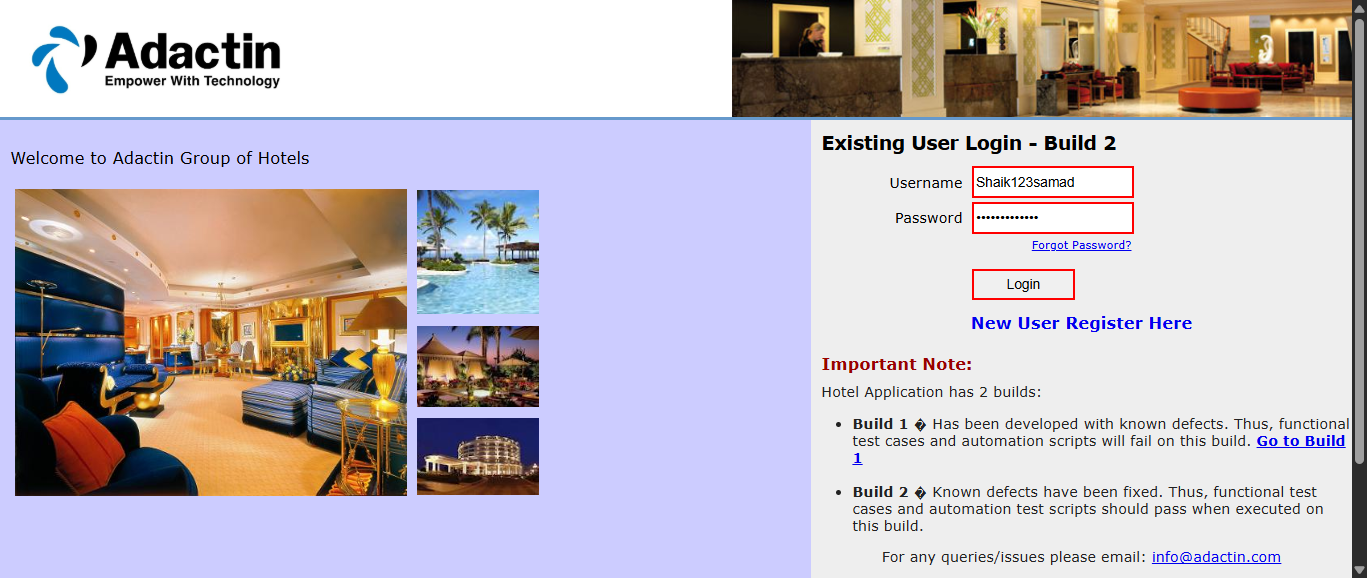 Adactin
Empower With Technology
Welcome to Adactin Group of Hotels
Existing User Login - Build 2
Username Shaik123samad
Password •••••••••••••
Forgot Password?
Login
New User Register Here
Important Note:
Hotel Application has 2 builds:
• Build 1 � Has been developed with known defects. Thus, functional
test cases and automation scripts will fail on this build. Go to Build
1
• Build 2 � Known defects have been fixed. Thus, functional test
cases and automation test scripts should pass when executed on
this build.
For any queries/issues please email: info@adactin.com